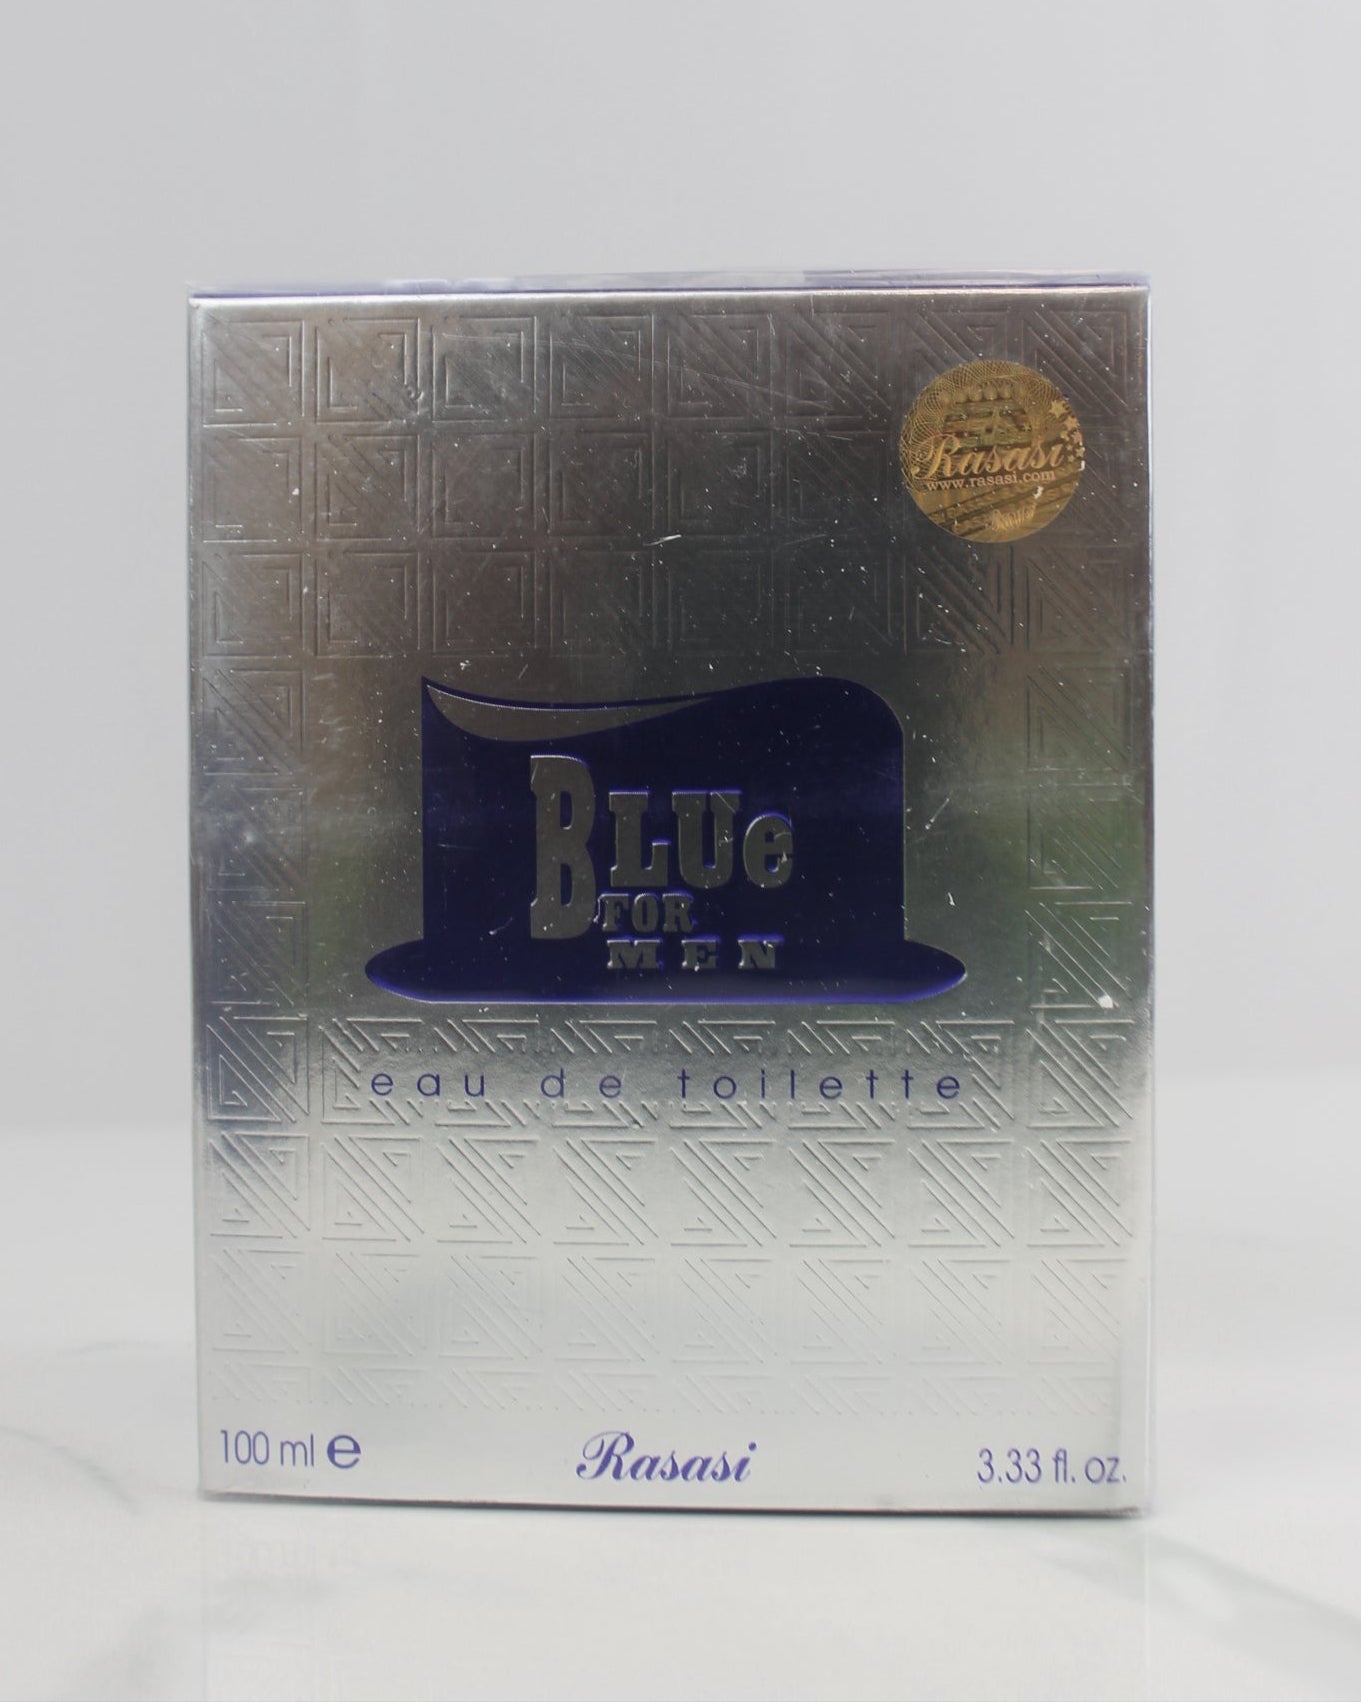 Rasasi
www.rasasi.com
BLUe
FOR
MEN
eau de toilette
100 ml e
Rasasi
3.33 fl. oz.